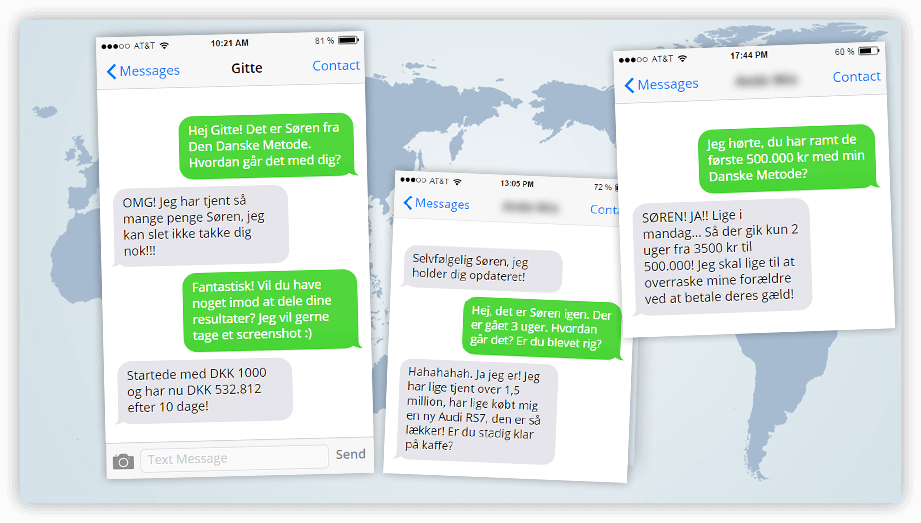 AT&T 10:21 AM 81 %
Messages Gitte Contact
Hej Gitte! Det er Søren fra
Den Danske Metode.
Hvordan går det med dig?
OMG! Jeg har tjent så
mange penge Søren, jeg
kan slet ikke takke dig
nok!!!
Fantastisk! Vil du have
noget imod at dele dine
resultater? Jeg vil gerne
tage et screenshot :)
Startede med DKK 1000
og har nu DKK 532.812
efter 10 dage!
Text Message Send
AT&T 13:05 PM 72 %
Messages Conta
Selvfølgelig Søren, jeg
holder dig opdateret!
Hej, det er Søren igen. Der
er gået 3 uger. Hvordan
går det? Er du blevet rig?
Hahahahah. Ja jeg er! Jeg
har lige tjent over 1,5
million, har lige købt mig
en ny Audi RS7, den er så
lækker! Er du stadig klar
på kaffe?
AT&T 17:44 PM 60 %
Messages Contact
Jeg hørte, du har ramt de
første 500.000 kr med min
Danske Metode?
SØREN! JA!! Lige i
mandag... Så der gik kun 2
uger fra 3500 kr til
500.000! Jeg skal lige til at
overraske mine forældre
ved at betale deres gæld!